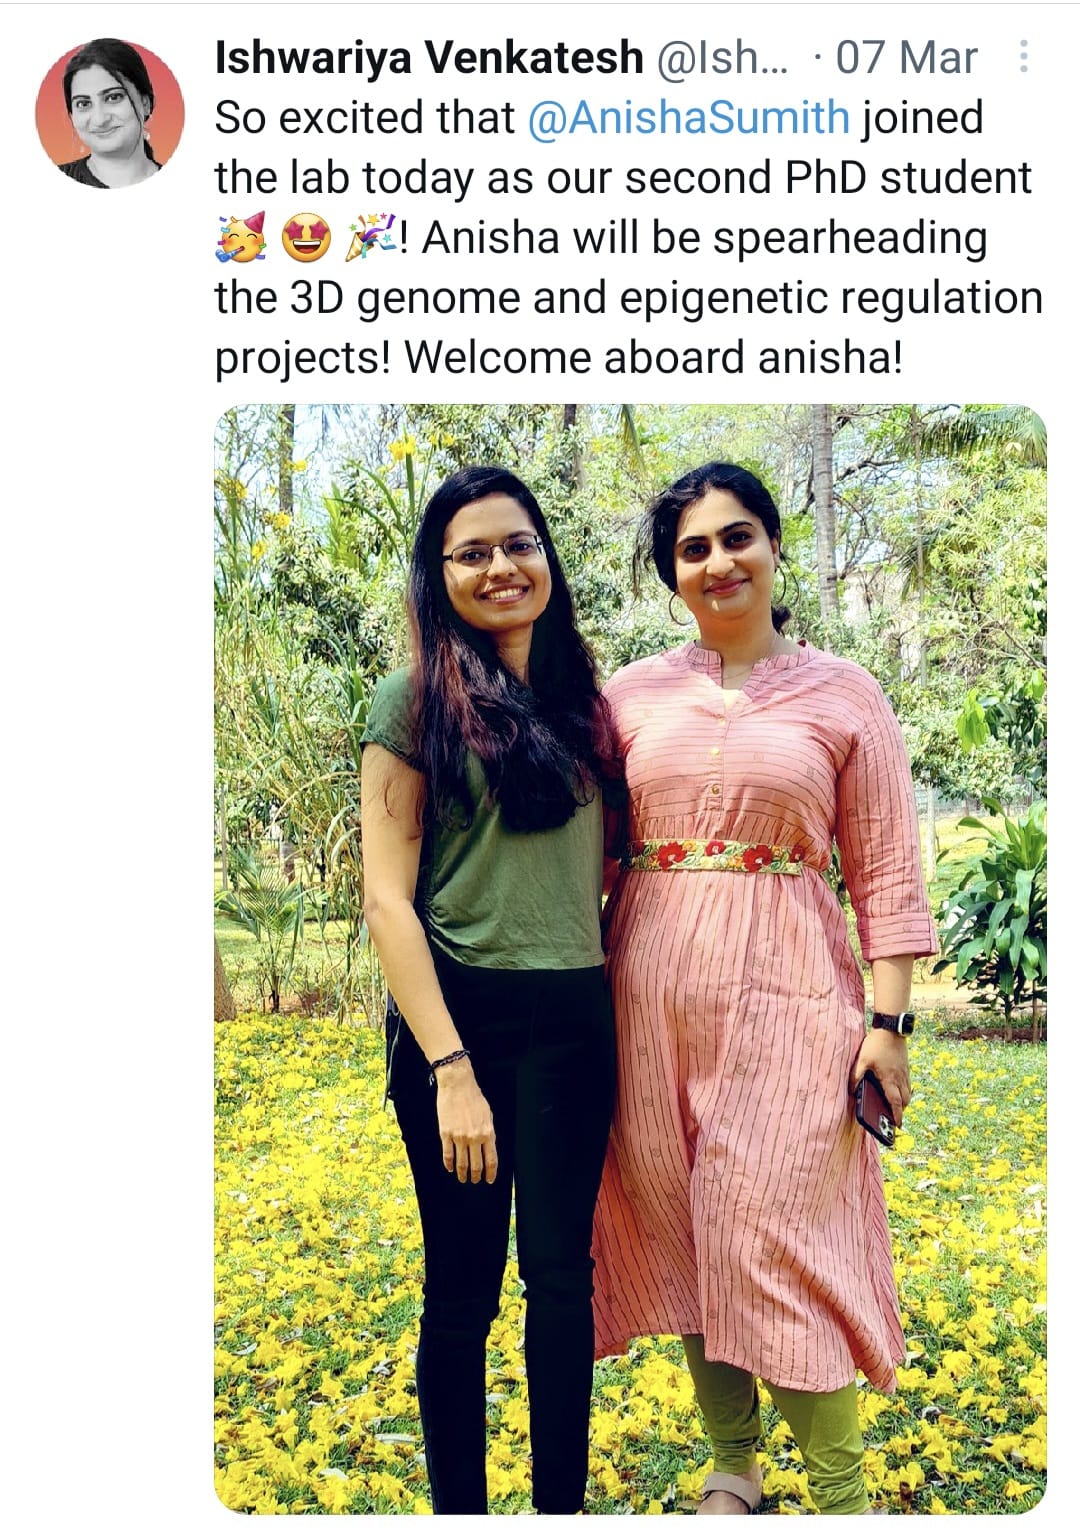 Ishwariya Venkatesh @Ish... · 07 Mar
So excited that @AnishaSumith joined
the lab today as our second PhD student
🥳 🤩 🎉! Anisha will be spearheading
the 3D genome and epigenetic regulation
projects! Welcome aboard anisha!